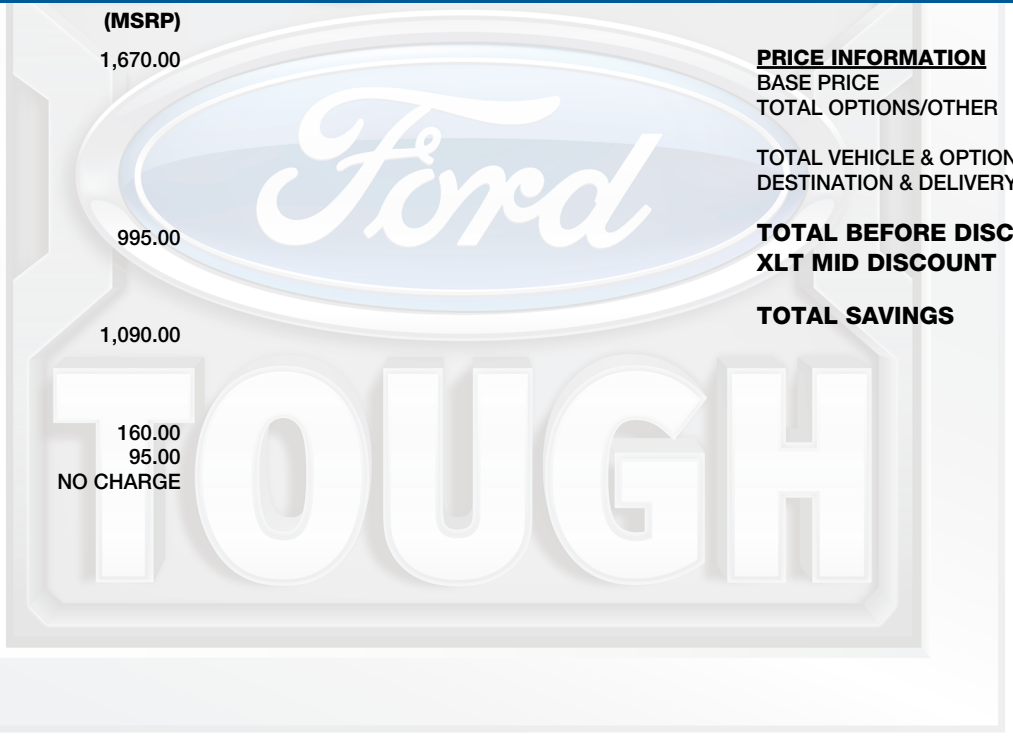 (MSRP)
1,670.00
995.00
1,090.00
160.00
95.00
NO CHARGE
PRICE INFORMATION
BASE PRICE
TOTAL OPTIONS/OTHER
TOTAL VEHICLE & OPTION
DESTINATION & DELIVERY
TOTAL BEFORE DISC
XLT MID DISCOUNT
TOTAL SAVINGS
Ford
TOUGH